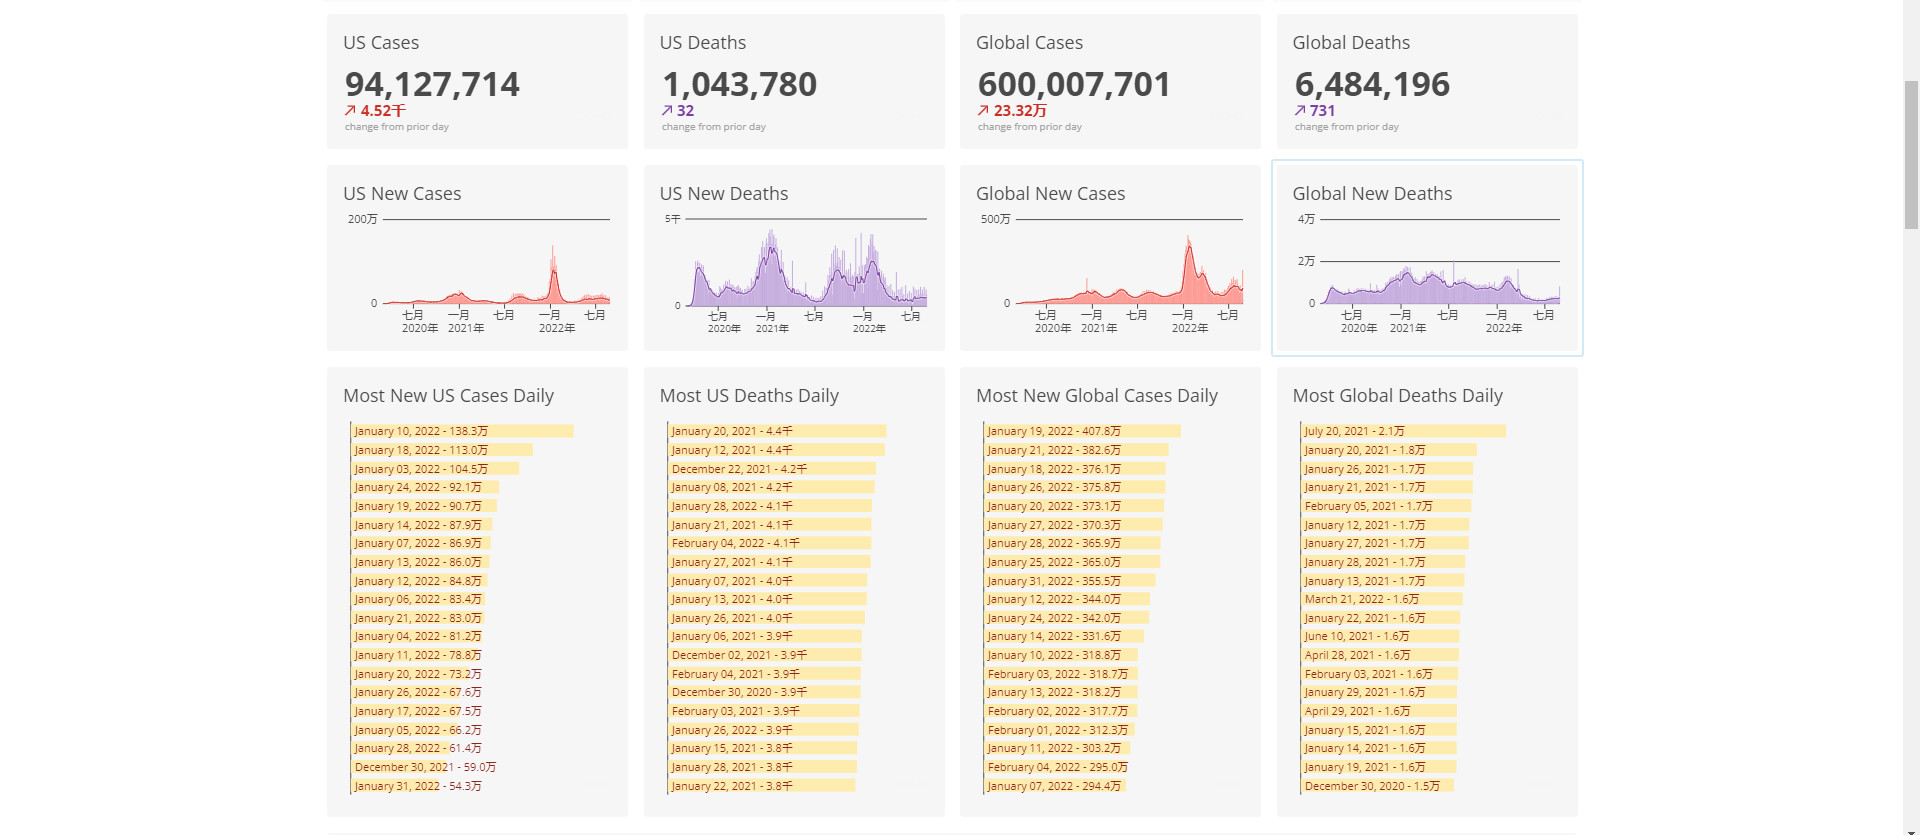 US Cases
94,127,714
4.52千
change from prior day
US Deaths
1,043,780
32
change from prior day
Global Cases
600,007,701
23.32万
change from prior day
Global Deaths
6,484,196
731
change from prior day
US New Cases
200万
0
七月 一月 七月 一月 七月
2020年 2021年 2022年
US New Deaths
5千
0
七月 一月 七月 一月 七月
2020年 2021年 2022年
Global New Cases
500万
0
七月 一月 七月 一月 七月
2020年 2021年 2022年
Global New Deaths
4万
2万
0
七月 一月 七月 一月 七月
2020年 2021年 2022年
Most New US Cases Daily
January 10, 2022 - 138.3万
January 18, 2022 - 113.0万
January 03, 2022 - 104.5万
January 24, 2022 - 92.1万
January 19, 2022 - 90.7万
January 14, 2022 - 87.9万
January 07, 2022 - 86.9万
January 13, 2022 - 86.0万
January 12, 2022 - 84.8万
January 06, 2022 - 83.4万
January 21, 2022 - 83.0万
January 04, 2022 - 81.2万
January 11, 2022 - 78.8万
January 20, 2022 - 73.2万
January 26, 2022 - 67.6万
January 17, 2022 - 67.5万
January 05, 2022 - 66.2万
January 28, 2022 - 61.4万
December 30, 2021 - 59.0万
January 31, 2022 - 54.3万
Most US Deaths Daily
January 20, 2021 - 4.4千
January 12, 2021 - 4.4千
December 22, 2021 - 4.2千
January 08, 2021 - 4.2千
January 28, 2022 - 4.1千
January 21, 2021 - 4.1千
February 04, 2022 - 4.1千
January 27, 2021 - 4.1千
January 07, 2021 - 4.0千
January 13, 2021 - 4.0千
January 26, 2021 - 4.0千
January 06, 2021 - 3.9千
December 02, 2021 - 3.9千
February 04, 2021 - 3.9千
December 30, 2020 - 3.9千
February 03, 2021 - 3.9千
January 26, 2022 - 3.9千
January 15, 2021 - 3.8千
January 28, 2021 - 3.8千
January 22, 2021 - 3.8千
Most New Global Cases Daily
January 19, 2022 - 407.8万
January 21, 2022 - 382.6万
January 18, 2022 - 376.1万
January 26, 2022 - 375.8万
January 20, 2022 - 373.1万
January 27, 2022 - 370.3万
January 28, 2022 - 365.9万
January 25, 2022 - 365.0万
January 31, 2022 - 355.5万
January 12, 2022 - 344.0万
January 24, 2022 - 342.0万
January 14, 2022 - 331.6万
January 10, 2022 - 318.8万
February 03, 2022 - 318.7万
January 13, 2022 - 318.2万
February 02, 2022 - 317.7万
February 01, 2022 - 312.3万
January 11, 2022 - 303.2万
February 04, 2022 - 295.0万
January 07, 2022 - 294.4万
Most Global Deaths Daily
July 20, 2021 - 2.1万
January 20, 2021 - 1.8万
January 26, 2021 - 1.7万
January 21, 2021 - 1.7万
February 05, 2021 - 1.7万
January 12, 2021 - 1.7万
January 27, 2021 - 1.7万
January 28, 2021 - 1.7万
January 13, 2021 - 1.7万
March 21, 2022 - 1.6万
January 22, 2021 - 1.6万
June 10, 2021 - 1.6万
April 28, 2021 - 1.6万
February 03, 2021 - 1.6万
January 29, 2021 - 1.6万
April 29, 2021 - 1.6万
January 15, 2021 - 1.6万
January 14, 2021 - 1.6万
January 19, 2021 - 1.6万
December 30, 2020 - 1.5万